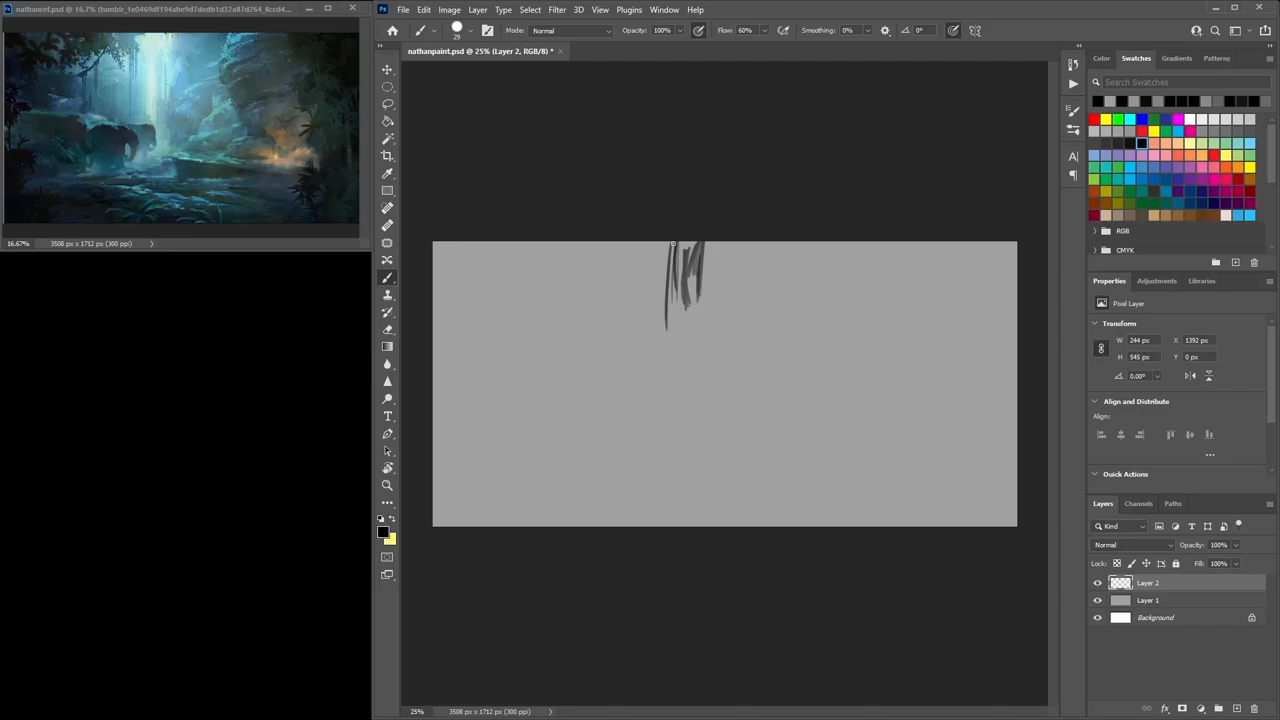 nathanref.psd @ 16.7% (tumblr_1e0469df194abe9d7dedb1d32a87d264_8ccd4...
Ps File Edit Image Layer Type Select Filter 3D View Plugins Window Help
29 Mode: Normal Opacity: 100% Flow: 60% Smoothing: 0% 0°
nathanpaint.psd @ 25% (Layer 2, RGB/8) *
Color Swatches Gradients Patterns
Search Swatches
RGB
CMYK
16.67% 3508 px x 1712 px (300 ppi)
Properties Adjustments Libraries
Pixel Layer
Transform
W 244 px X 1392 px
H 545 px Y 0 px
0.00°
Align and Distribute
Align:
Quick Actions
Layers Channels Paths
Kind
Normal Opacity: 100%
Lock: Fill: 100%
Layer 2
Layer 1
Background
25% 3508 px x 1712 px (300 ppi)